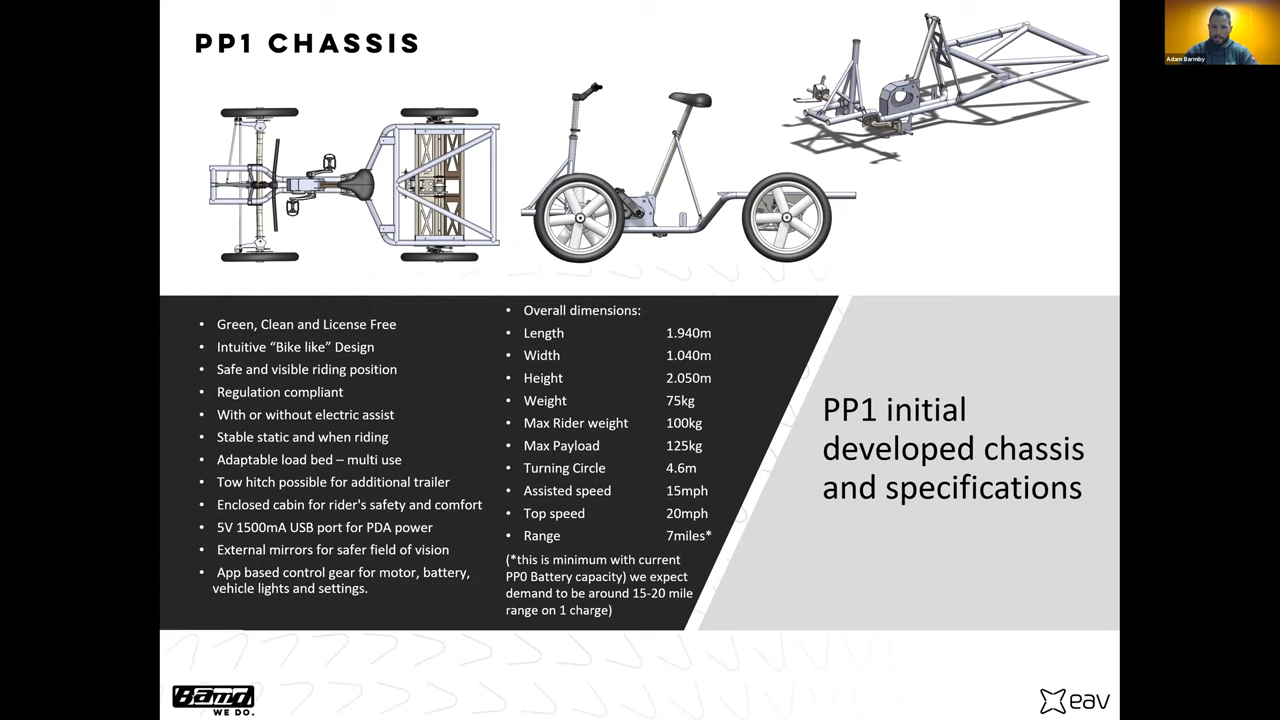 PP1 CHASSIS
Adam Barmby
• Green, Clean and License Free
• Intuitive “Bike like” Design
• Safe and visible riding position
• Regulation compliant
• With or without electric assist
• Stable static and when riding
• Adaptable load bed – multi use
• Tow hitch possible for additional trailer
• Enclosed cabin for rider's safety and comfort
• 5V 1500mA USB port for PDA power
• External mirrors for safer field of vision
• App based control gear for motor, battery,
vehicle lights and settings.
• Overall dimensions:
• Length 1.940m
• Width 1.040m
• Height 2.050m
• Weight 75kg
• Max Rider weight 100kg
• Max Payload 125kg
• Turning Circle 4.6m
• Assisted speed 15mph
• Top speed 20mph
• Range 7miles*
(*this is minimum with current
PP0 Battery capacity) we expect
demand to be around 15-20 mile
range on 1 charge)
PP1 initial
developed chassis
and specifications
Bamd
WE DO.
eav